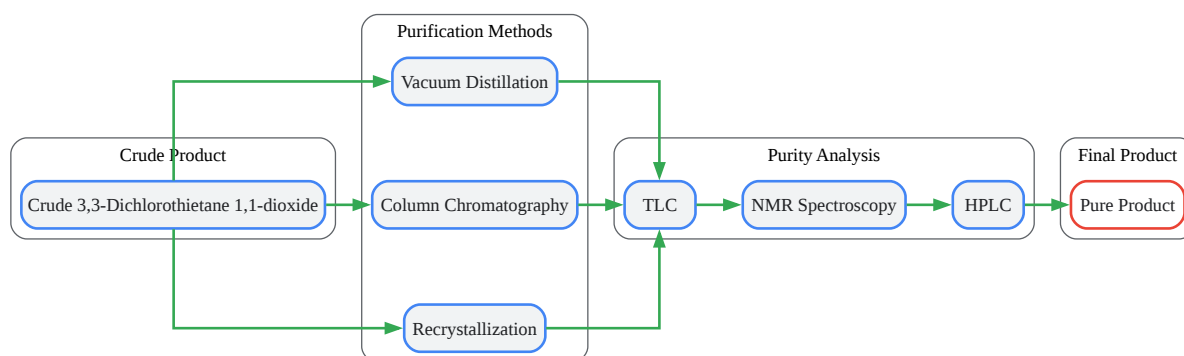 Purification Methods
Vacuum Distillation
Crude Product
Purity Analysis
Final Product
Crude 3,3-Dichlorothietane 1,1-dioxide
Column Chromatography
TLC
NMR Spectroscopy
HPLC
Pure Product
Recrystallization